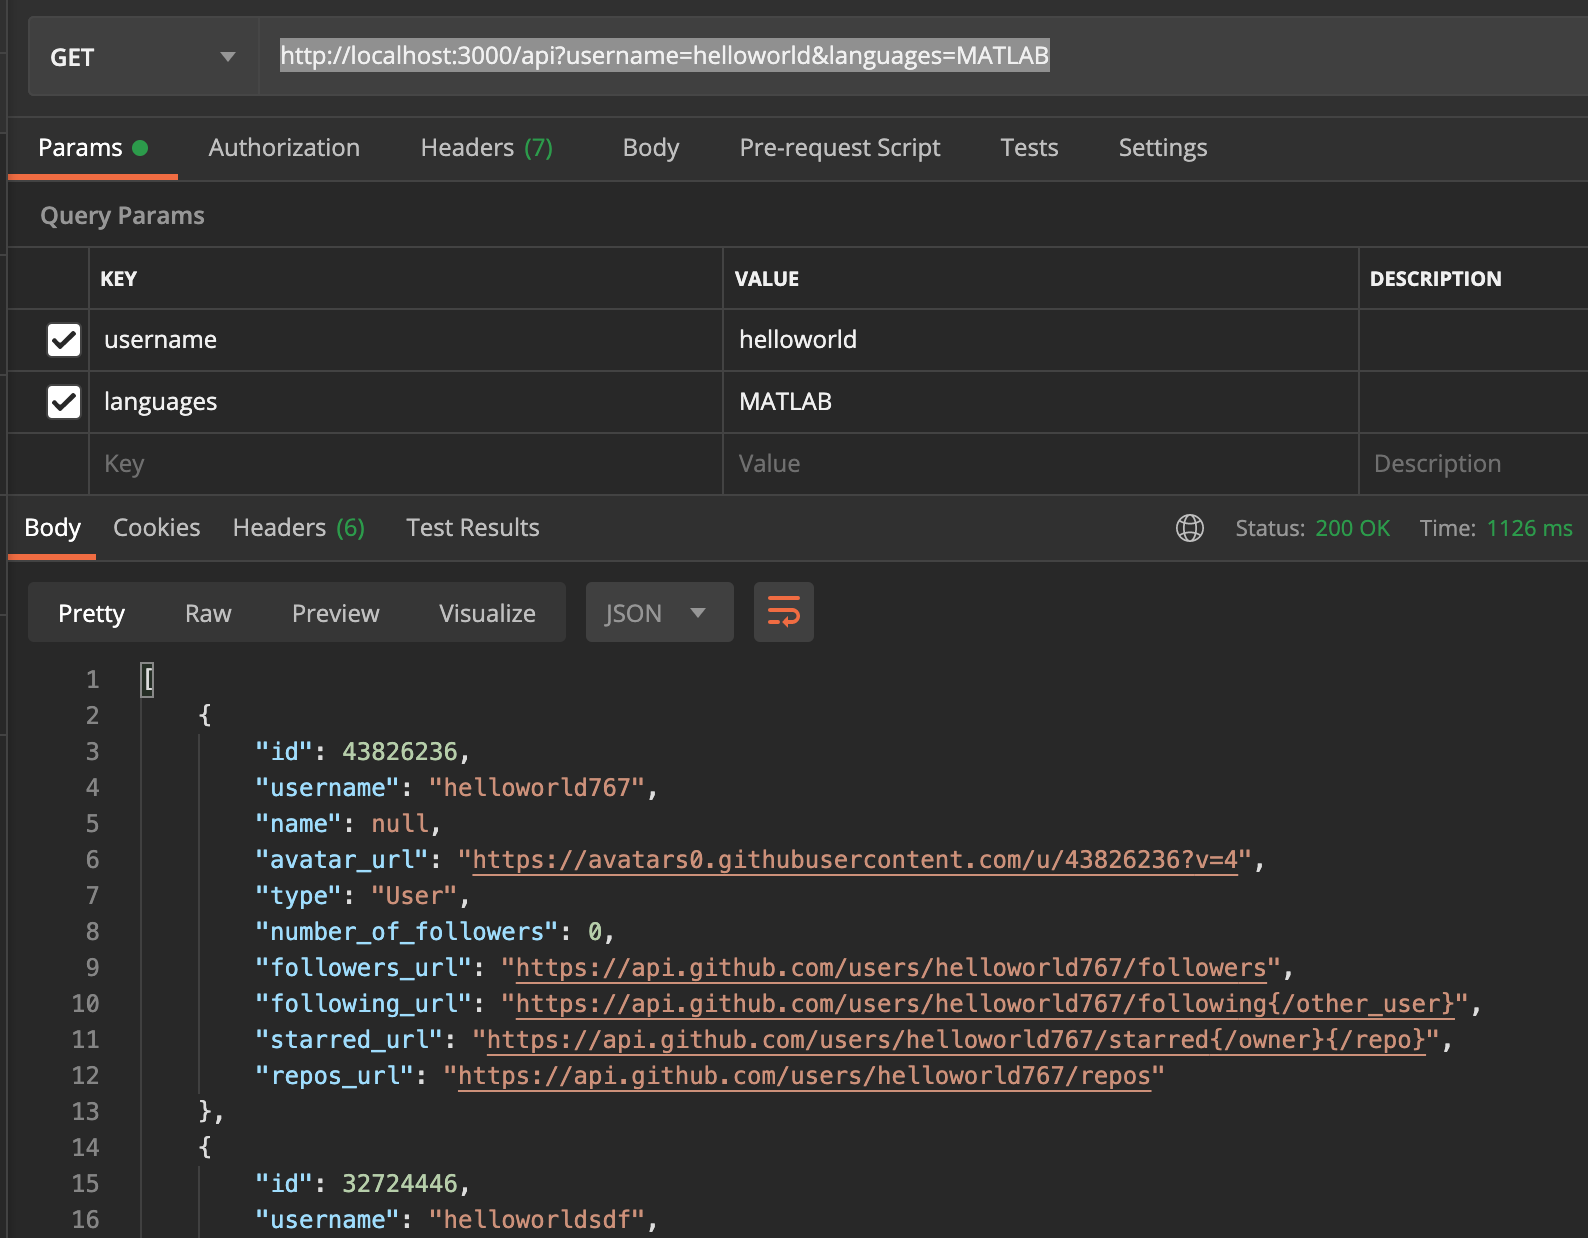 GET http://localhost:3000/api?username=helloworld&languages=MATLAB
Params Authorization Headers (7) Body Pre-request Script Tests Settings
Query Params
KEY VALUE DESCRIPTION
username helloworld
languages MATLAB
Key Value Description
Body Cookies Headers (6) Test Results Status: 200 OK Time: 1126 ms
Pretty Raw Preview Visualize JSON
1 [
2 {
3 "id": 43826236,
4 "username": "helloworld767",
5 "name": null,
6 "avatar_url": "https://avatars0.githubusercontent.com/u/43826236?v=4",
7 "type": "User",
8 "number_of_followers": 0,
9 "followers_url": "https://api.github.com/users/helloworld767/followers",
10 "following_url": "https://api.github.com/users/helloworld767/following{/other_user}",
11 "starred_url": "https://api.github.com/users/helloworld767/starred{/owner}{/repo}",
12 "repos_url": "https://api.github.com/users/helloworld767/repos"
13 },
14 {
15 "id": 32724446,
16 "username": "helloworldsdf",